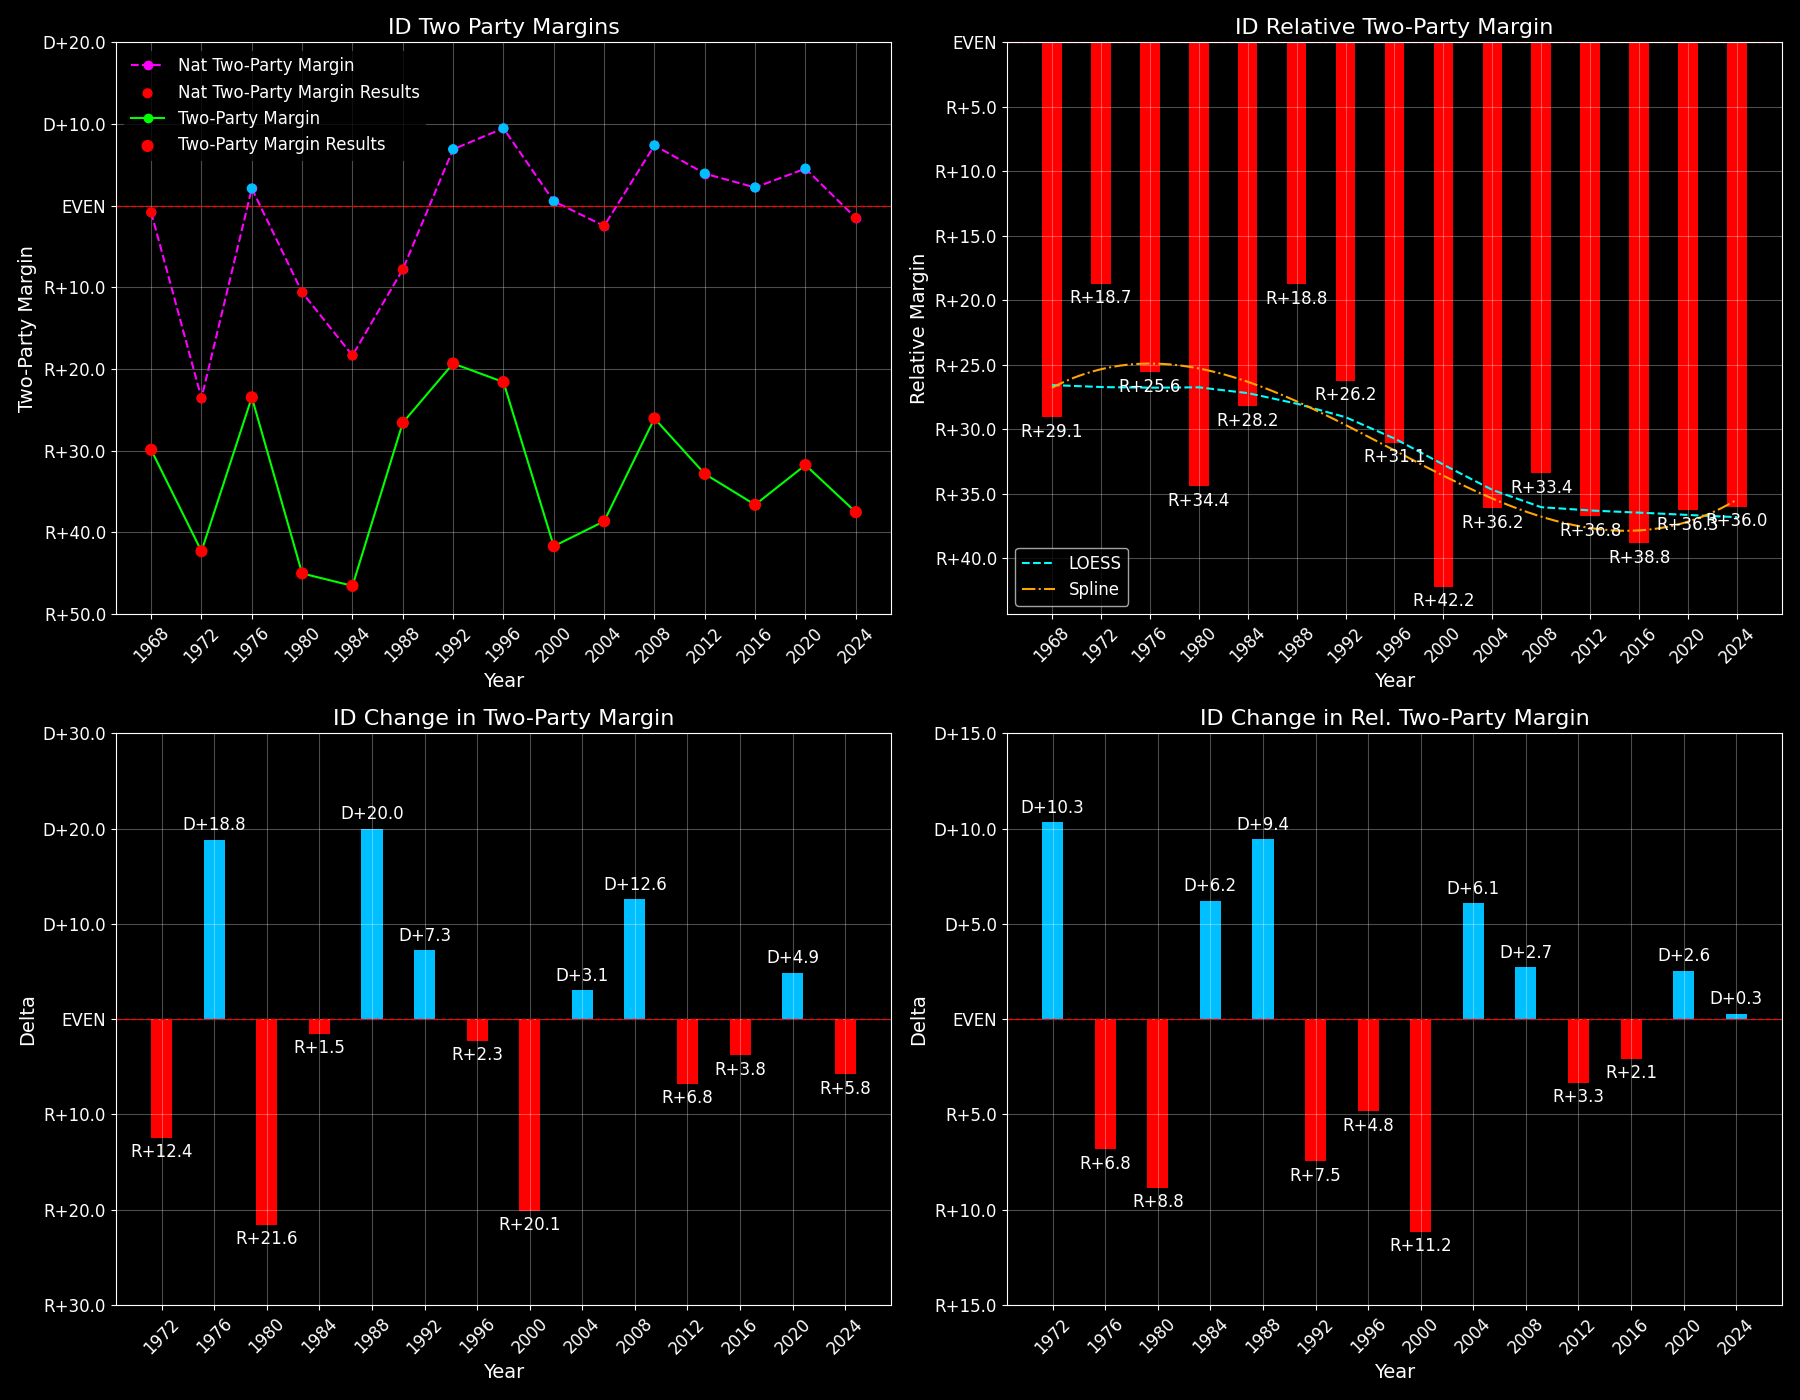 ID Two Party Margins
D+20.0
D+10.0
EVEN
R+10.0
R+20.0
R+30.0
R+40.0
R+50.0
Two-Party Margin
Nat Two-Party Margin
Nat Two-Party Margin Results
Two-Party Margin
Two-Party Margin Results
1968
1972
1976
1980
1984
1988
1992
1996
2000
2004
2008
2012
2016
2020
2024
Year
ID Relative Two-Party Margin
EVEN
R+5.0
R+10.0
R+15.0
R+20.0
R+25.0
R+30.0
R+35.0
R+40.0
Relative Margin
R+29.1
R+18.7
R+25.6
R+34.4
R+28.2
R+18.8
R+26.2
R+31.1
R+42.2
R+36.2
R+33.4
R+36.8
R+38.8
R+36.3
R+36.0
LOESS
Spline
1968
1972
1976
1980
1984
1988
1992
1996
2000
2004
2008
2012
2016
2020
2024
Year
ID Change in Two-Party Margin
D+30.0
D+20.0
D+10.0
EVEN
R+10.0
R+20.0
R+30.0
Delta
R+12.4
D+18.8
R+21.6
R+1.5
D+20.0
D+7.3
R+2.3
R+20.1
D+3.1
D+12.6
R+6.8
R+3.8
D+4.9
R+5.8
1972
1976
1980
1984
1988
1992
1996
2000
2004
2008
2012
2016
2020
2024
Year
ID Change in Rel. Two-Party Margin
D+15.0
D+10.0
D+5.0
EVEN
R+5.0
R+10.0
R+15.0
Delta
D+10.3
R+6.8
R+8.8
D+6.2
D+9.4
R+7.5
R+4.8
R+11.2
D+6.1
D+2.7
R+3.3
R+2.1
D+2.6
D+0.3
1972
1976
1980
1984
1988
1992
1996
2000
2004
2008
2012
2016
2020
2024
Year